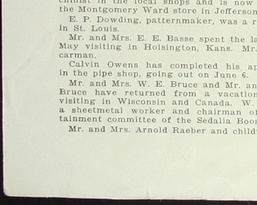 in the local shops and is now
the Montgomery Ward store in Jefferson
E. P. Dowding, patternmaker, was a r
in St. Louis.
Mr. and Mrs. E. E. Basse spent the la
May visiting in Hoisington, Kans. Mr.
carman.
Calvin Owens has completed his ap
in the pipe shop, going out on June 6.
Mr. and Mrs. W. E. Bruce and Mr. an
Bruce have returned from a vacation
visiting in Wisconsin and Canada. W.
a sheetmetal worker and chairman of
tainment committee of the Sedalia Boos
Mr. and Mrs. Arnold Raeber and child